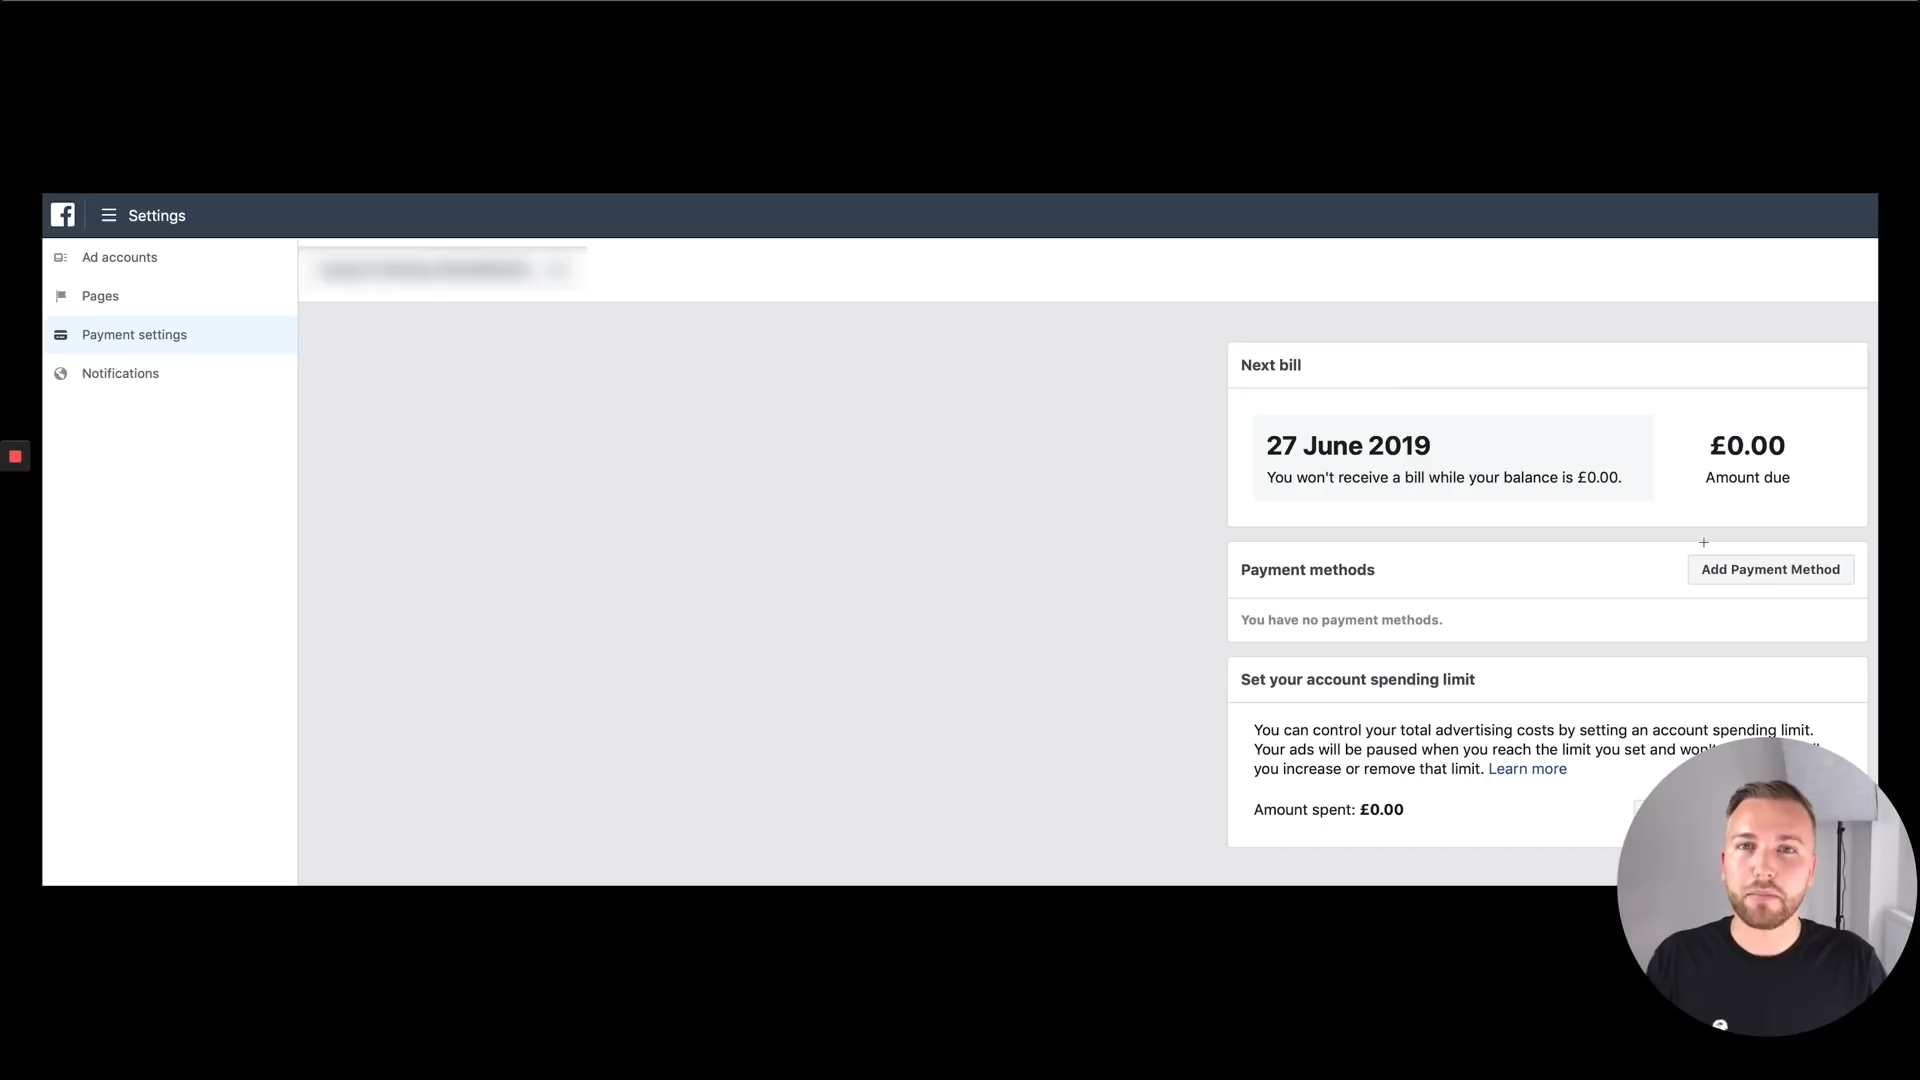 Settings
Ad accounts
Pages
Payment settings
Notifications
Next bill
27 June 2019
You won't receive a bill while your balance is £0.00.
£0.00
Amount due
Payment methods
Add Payment Method
You have no payment methods.
Set your account spending limit
You can control your total advertising costs by setting an account spending limit.
Your ads will be paused when you reach the limit you set and won't
you increase or remove that limit. Learn more
Amount spent: £0.00